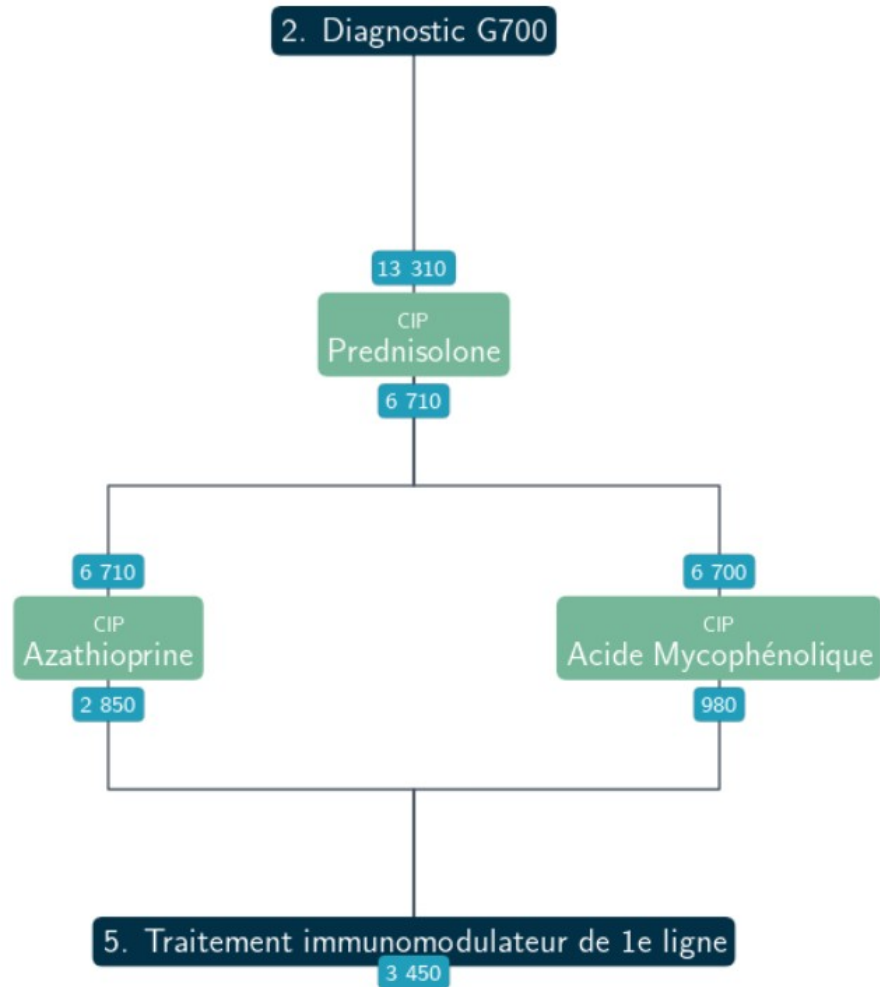 2. Diagnostic G700
13 310
CIP
Prednisolone
6 710
6 710
6 700
CIP
Azathioprine
CIP
Acide Mycophénolique
2 850
980
5. Traitement immunomodulateur de 1e ligne
3 450